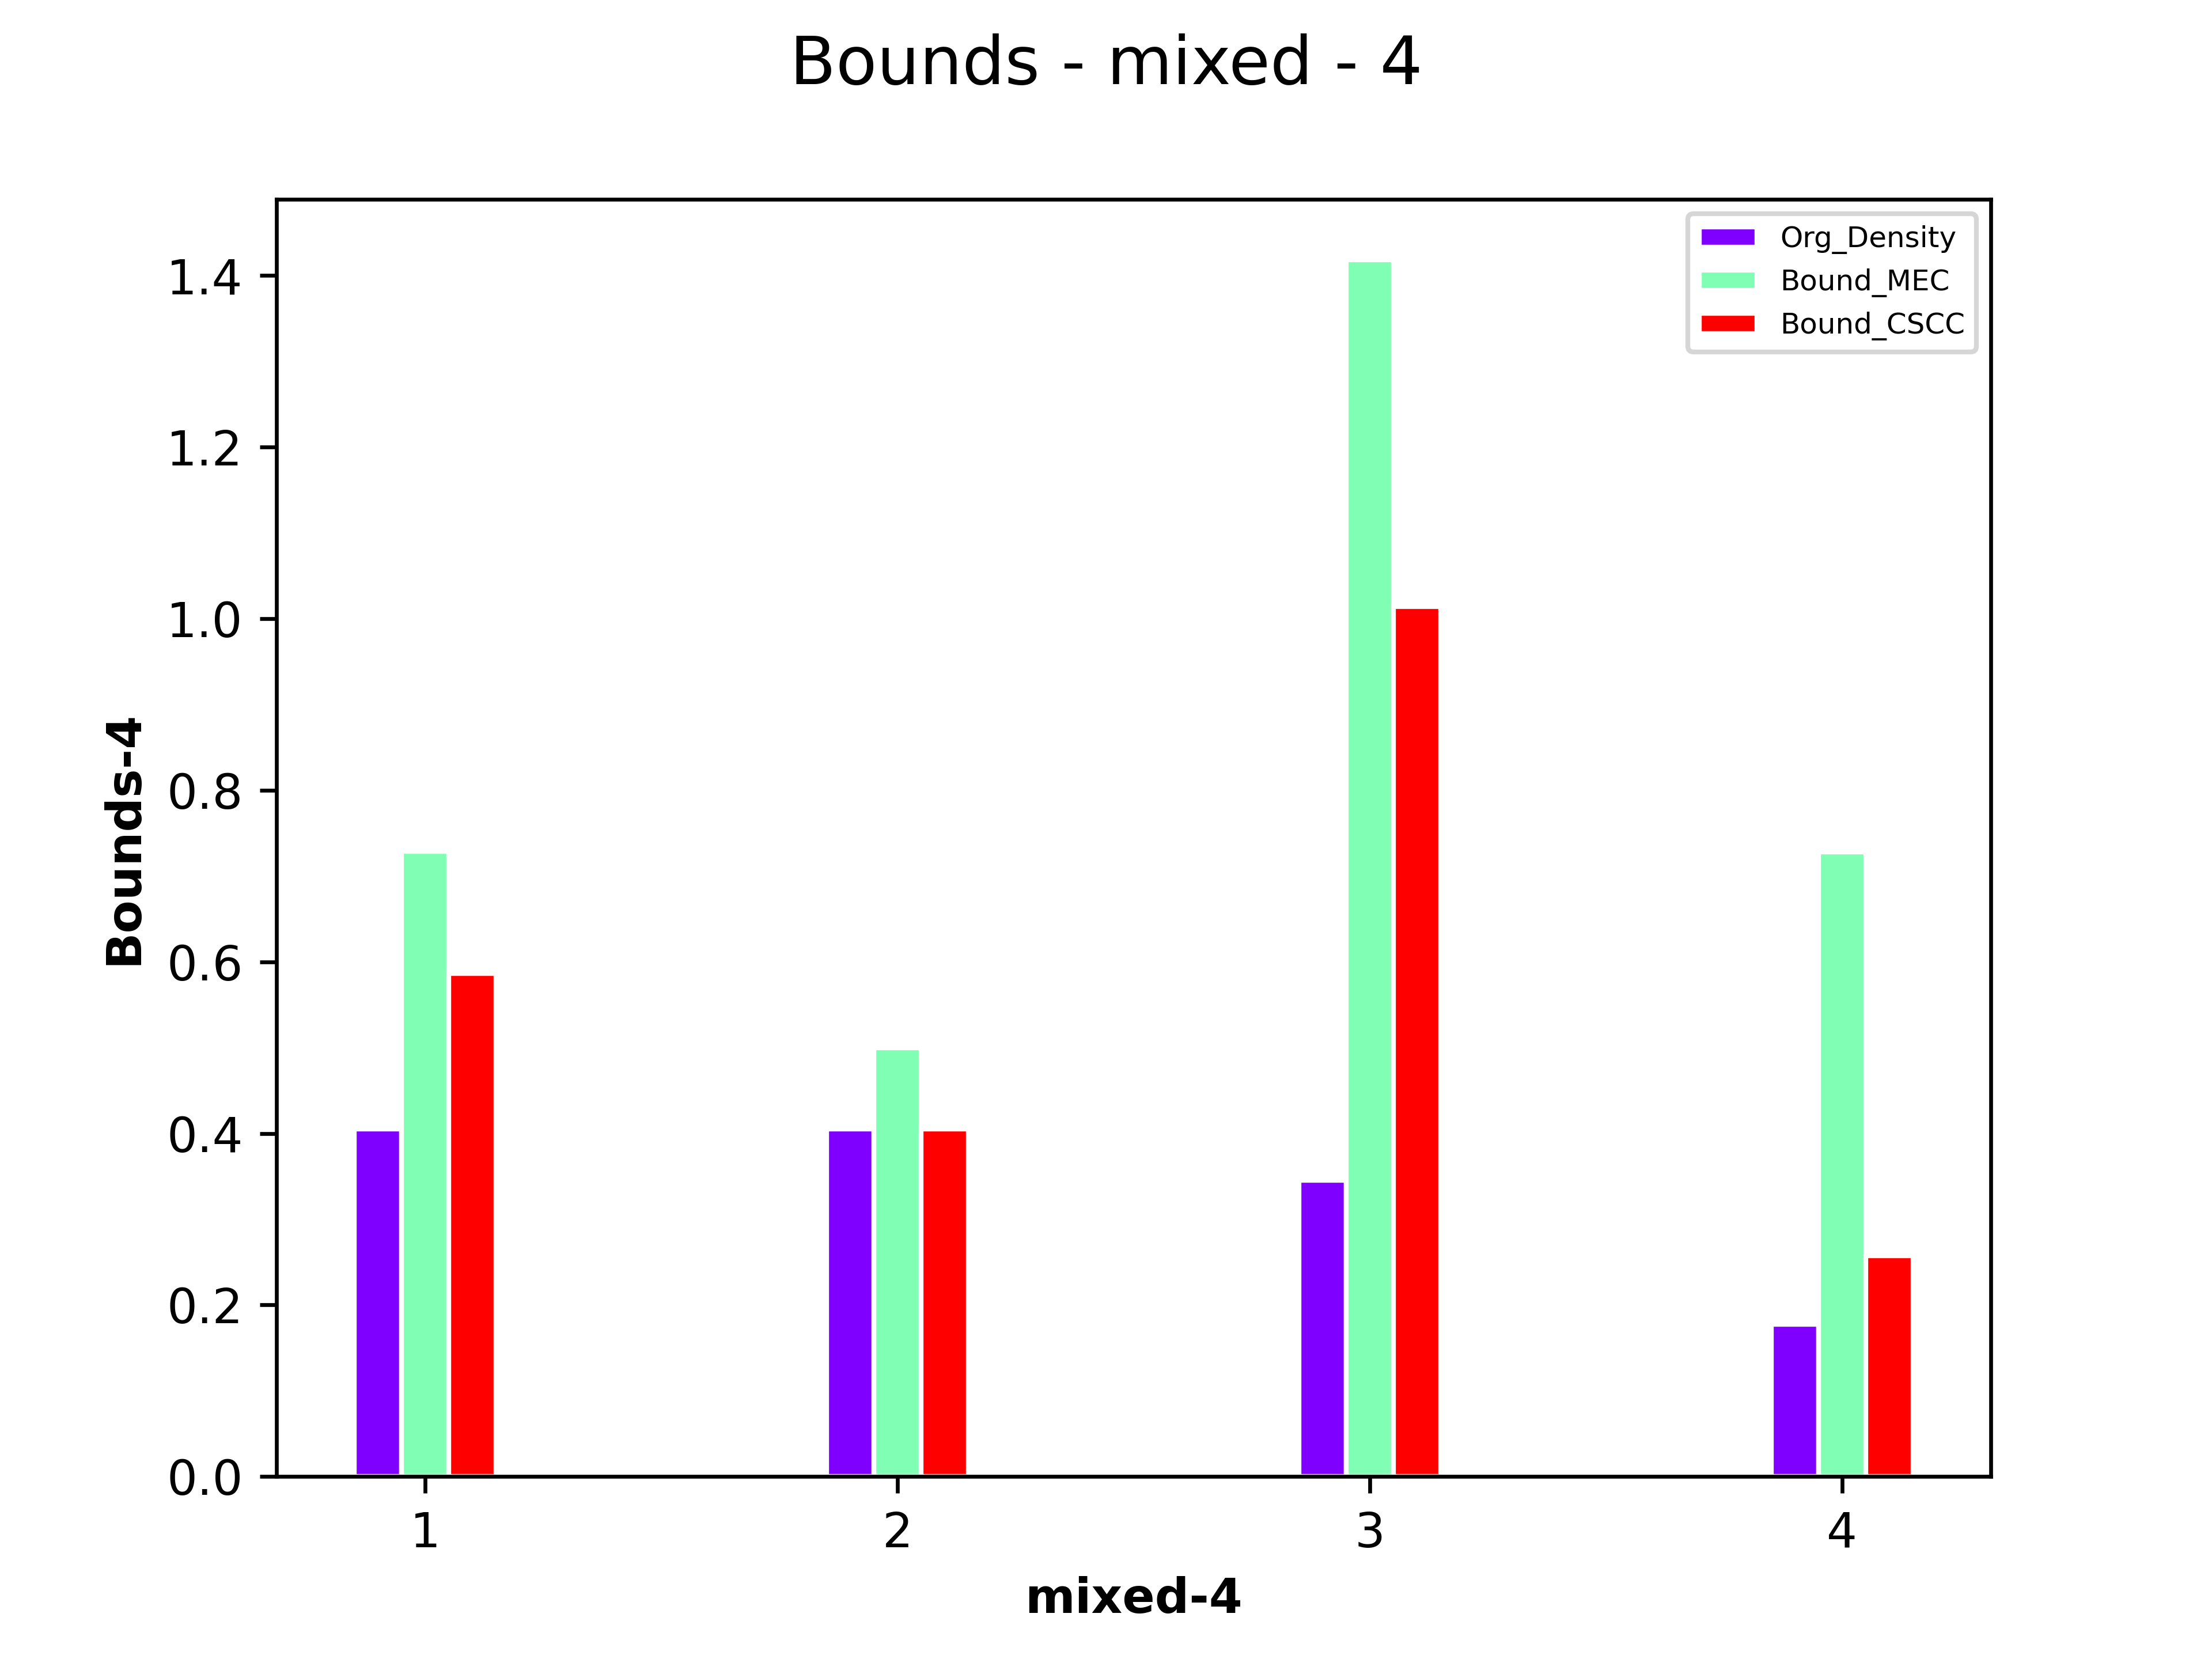 Bounds - mixed - 4
Org_Density
Bound_MEC
Bound_CSCC
1.4
1.2
1.0
0.8
0.6
0.4
0.2
0.0
Bounds-4
1 2 3 4
mixed-4